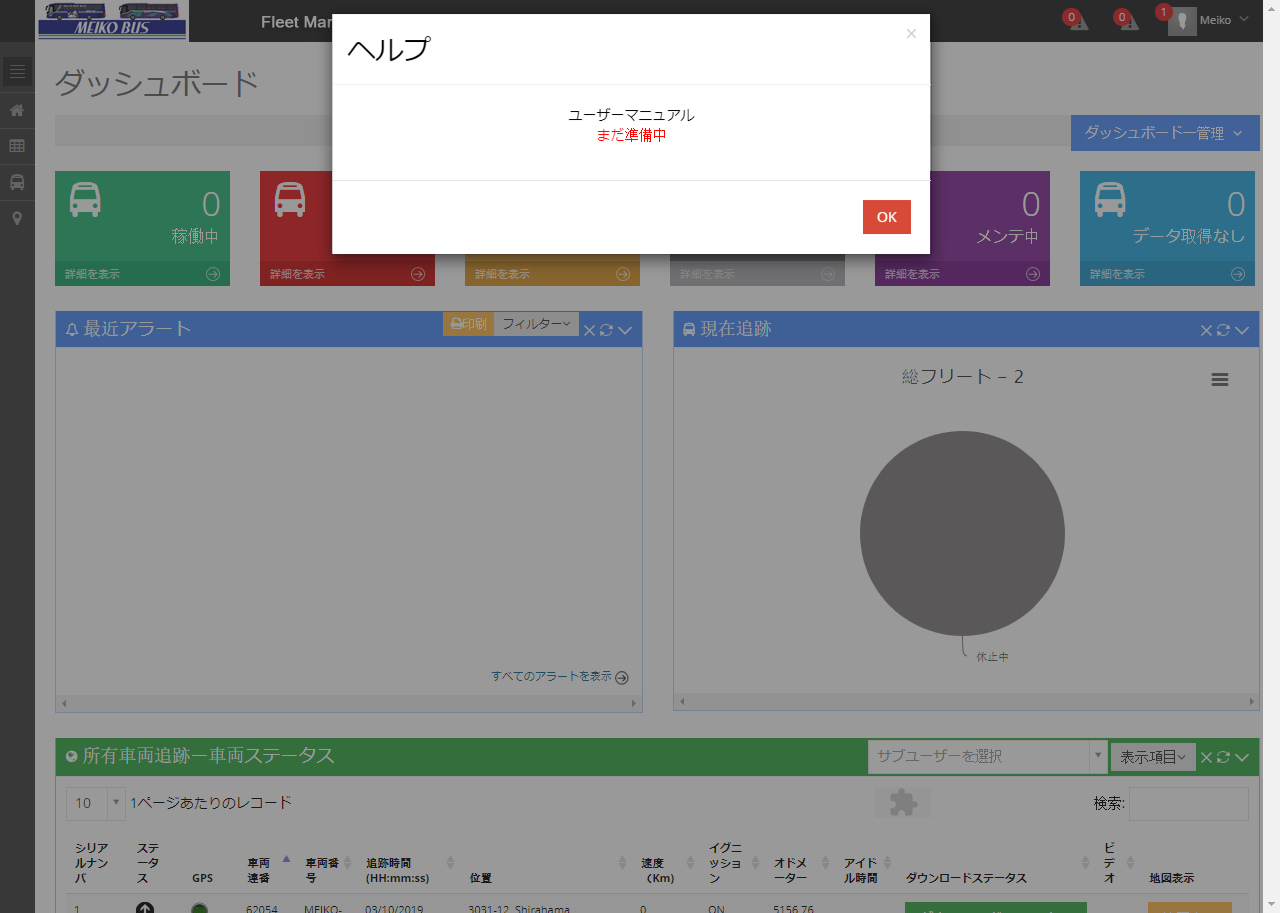 MEIKO BUS
Fleet Mar
0
0
1
Meiko
ヘルプ
×
ユーザーマニュアル
まだ準備中
OK
ダッシュボード
ダッシュボード一管理
0
稼働中
詳細を表示
詳細を表示
詳細を表示
詳細を表示
0
メンテ中
詳細を表示
0
データ取得なし
詳細を表示
最近アラート
印刷
フィルター
すべてのアラートを表示
現在追跡
総フリート – 2
休止中
所有車両追跡ー車両ステータス
サブユーザーを選択
表示項目
10
1ページあたりのレコード
検索:
シリアルナンバ
ステータス
GPS
車両連番
車両番号
追跡時間 (HH:mm:ss)
位置
速度 (Km)
イグニッション
オドメーター
アイドル時間
ダウンロードステータス
ビデオ
地図表示
1
62054
MEIKO-
03/10/2019
3031-12, Shirahama
0
ON
5156.76